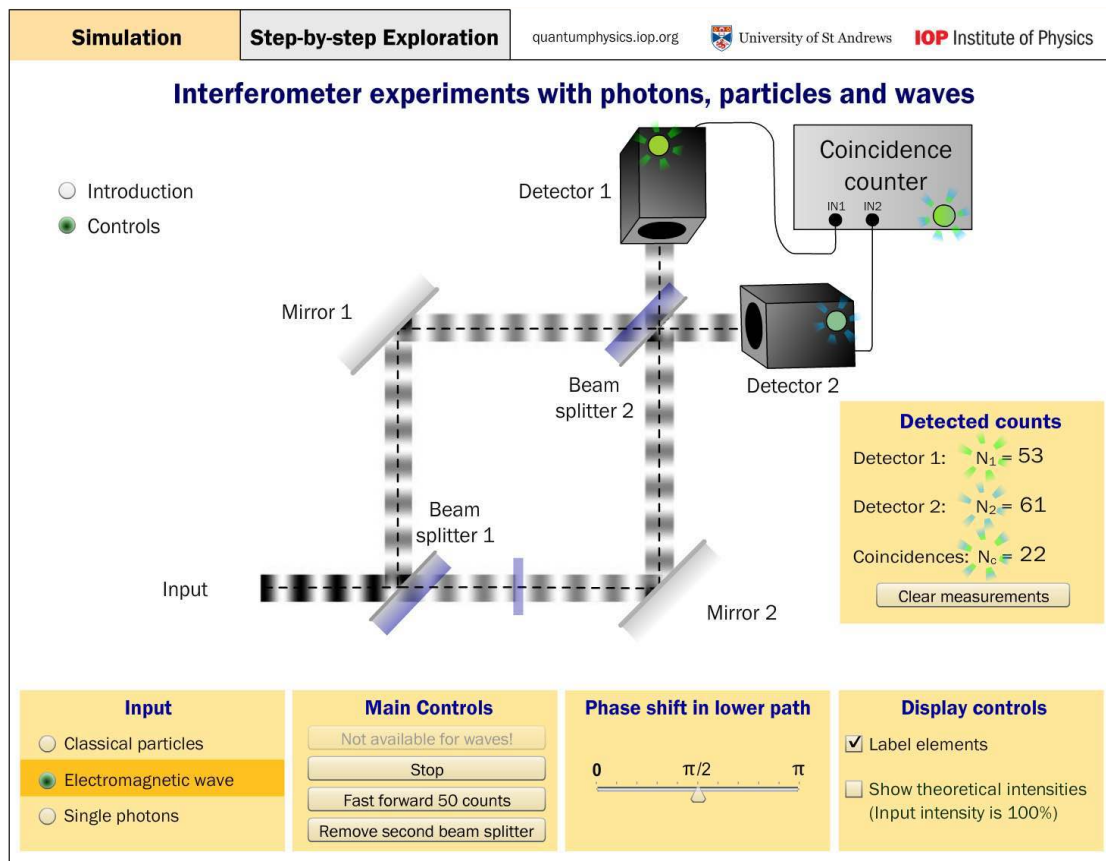 Simulation
Step-by-step Exploration
quantumphysics.iop.org
University of St Andrews
IOP Institute of Physics
Interferometer experiments with photons, particles and waves
Introduction
Controls
Detector 1
Coincidence
counter
IN1 IN2
Mirror 1
Detector 2
Beam
splitter 2
Beam
splitter 1
Input
Mirror 2
Detected counts
Detector 1: N₁ = 53
Detector 2: N₂ = 61
Coincidences: Nc = 22
Clear measurements
Input
Classical particles
Electromagnetic wave
Single photons
Main Controls
Not available for waves!
Stop
Fast forward 50 counts
Remove second beam splitter
Phase shift in lower path
0 π/2 π
Display controls
Label elements
Show theoretical intensities
(Input intensity is 100%)